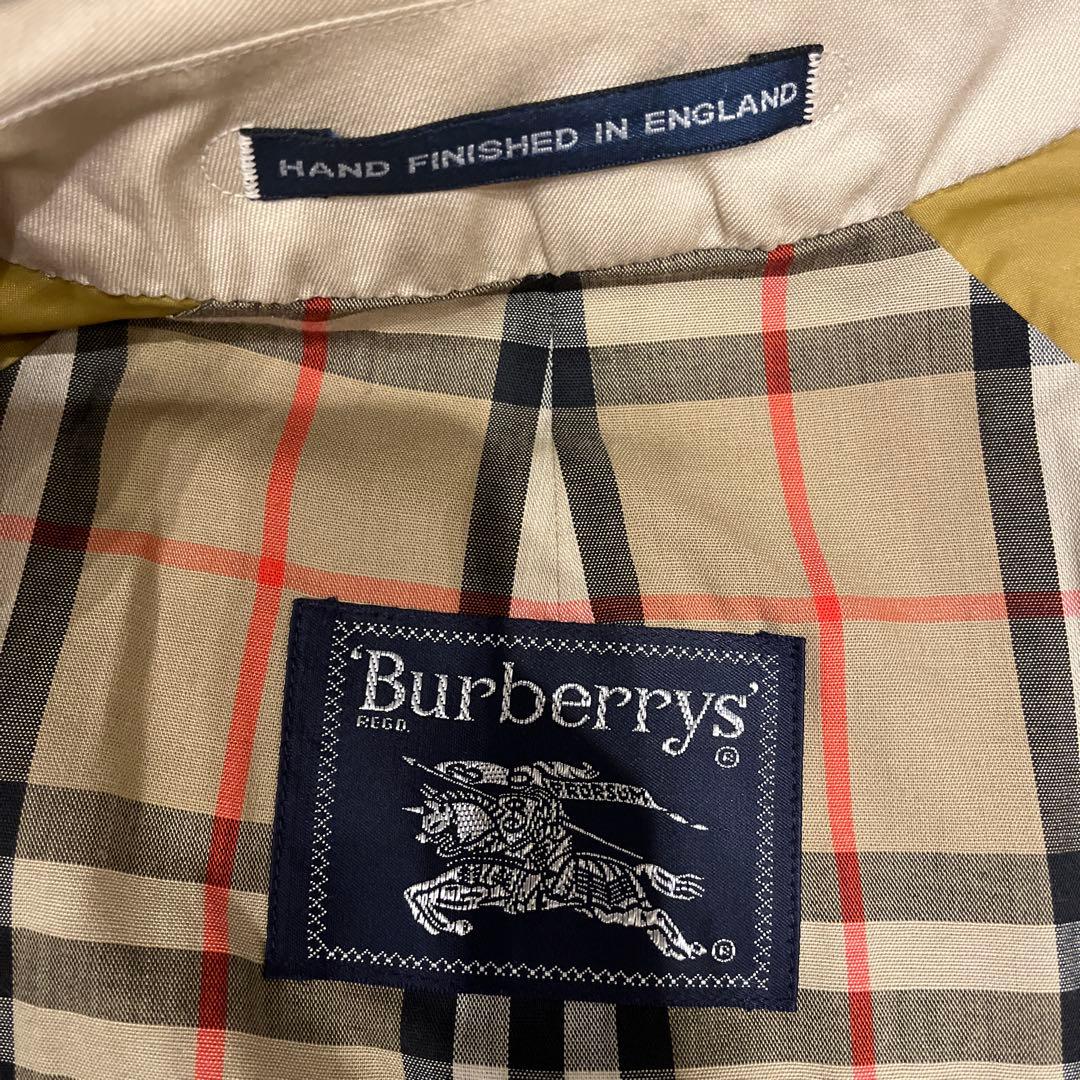 HAND FINISHED IN ENGLAND
'Burberrys'
REGD.
®
PRORSUM
®